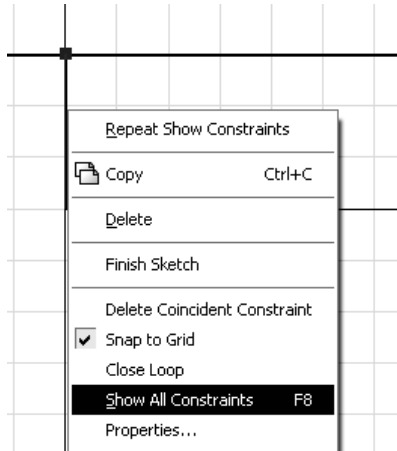 Repeat Show Constraints
Copy Ctrl+C
Delete
Finish Sketch
Delete Coincident Constraint
Snap to Grid
Close Loop
Show All Constraints F8
Properties...